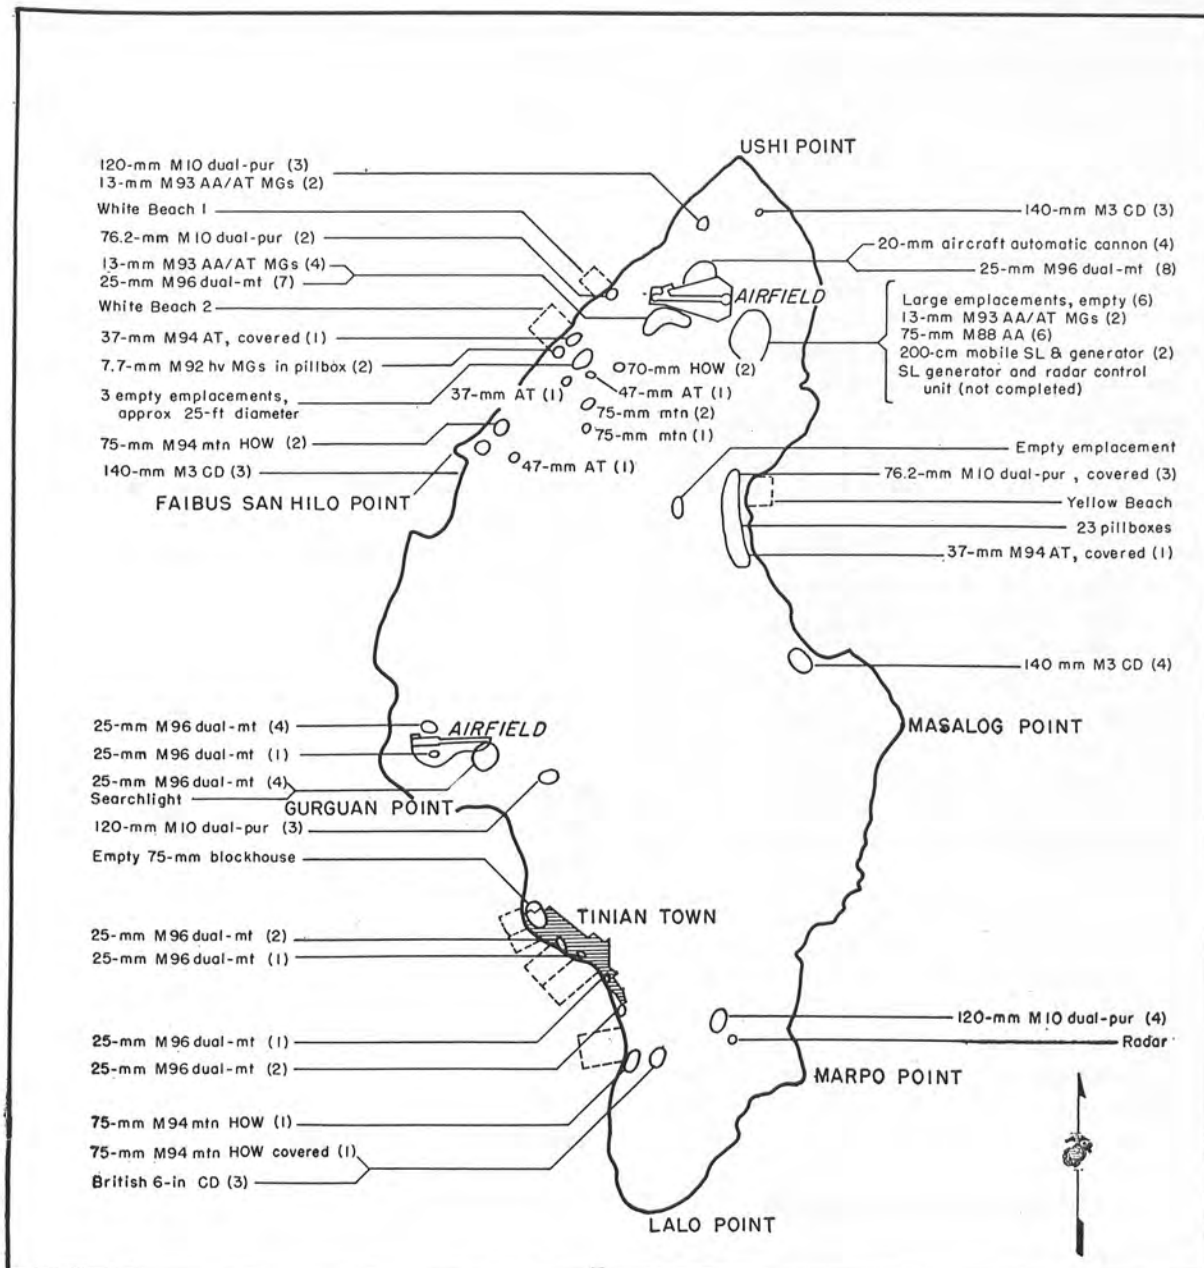 USHI POINT
120-mm M10 dual-pur (3)
13-mm M93 AA/AT MGs (2)
White Beach 1
76.2-mm M10 dual-pur (2)
13-mm M93 AA/AT MGs (4)
25-mm M96 dual-mt (7)
White Beach 2
37-mm M94 AT, covered (1)
7.7-mm M92 hv MGs in pillbox (2)
3 empty emplacements,
approx 25-ft diameter
75-mm M94 mtn HOW (2)
140-mm M3 CD (3)
FAIBUS SAN HILO POINT
140-mm M3 CD (3)
20-mm aircraft automatic cannon (4)
25-mm M96 dual-mt (8)
AIRFIELD
Large emplacements, empty (6)
13-mm M93 AA/AT MGs (2)
75-mm M88 AA (6)
200-cm mobile SL & generator (2)
SL generator and radar control
unit (not completed)
70-mm HOW (2)
37-mm AT (1)
47-mm AT (1)
75-mm mtn (2)
75-mm mtn (1)
47-mm AT (1)
Empty emplacement
76.2-mm M10 dual-pur , covered (3)
Yellow Beach
23 pillboxes
37-mm M94 AT, covered (1)
140 mm M3 CD (4)
MASALOG POINT
25-mm M96 dual-mt (4)
AIRFIELD
25-mm M96 dual-mt (1)
25-mm M96 dual-mt (4)
Searchlight
GURGUAN POINT
120-mm M10 dual-pur (3)
Empty 75-mm blockhouse
TINIAN TOWN
25-mm M96 dual-mt (2)
25-mm M96 dual-mt (1)
25-mm M96 dual-mt (1)
25-mm M96 dual-mt (2)
75-mm M94 mtn HOW (1)
75-mm M94 mtn HOW covered (1)
British 6-in CD (3)
120-mm M10 dual-pur (4)
Radar
MARPO POINT
LALO POINT